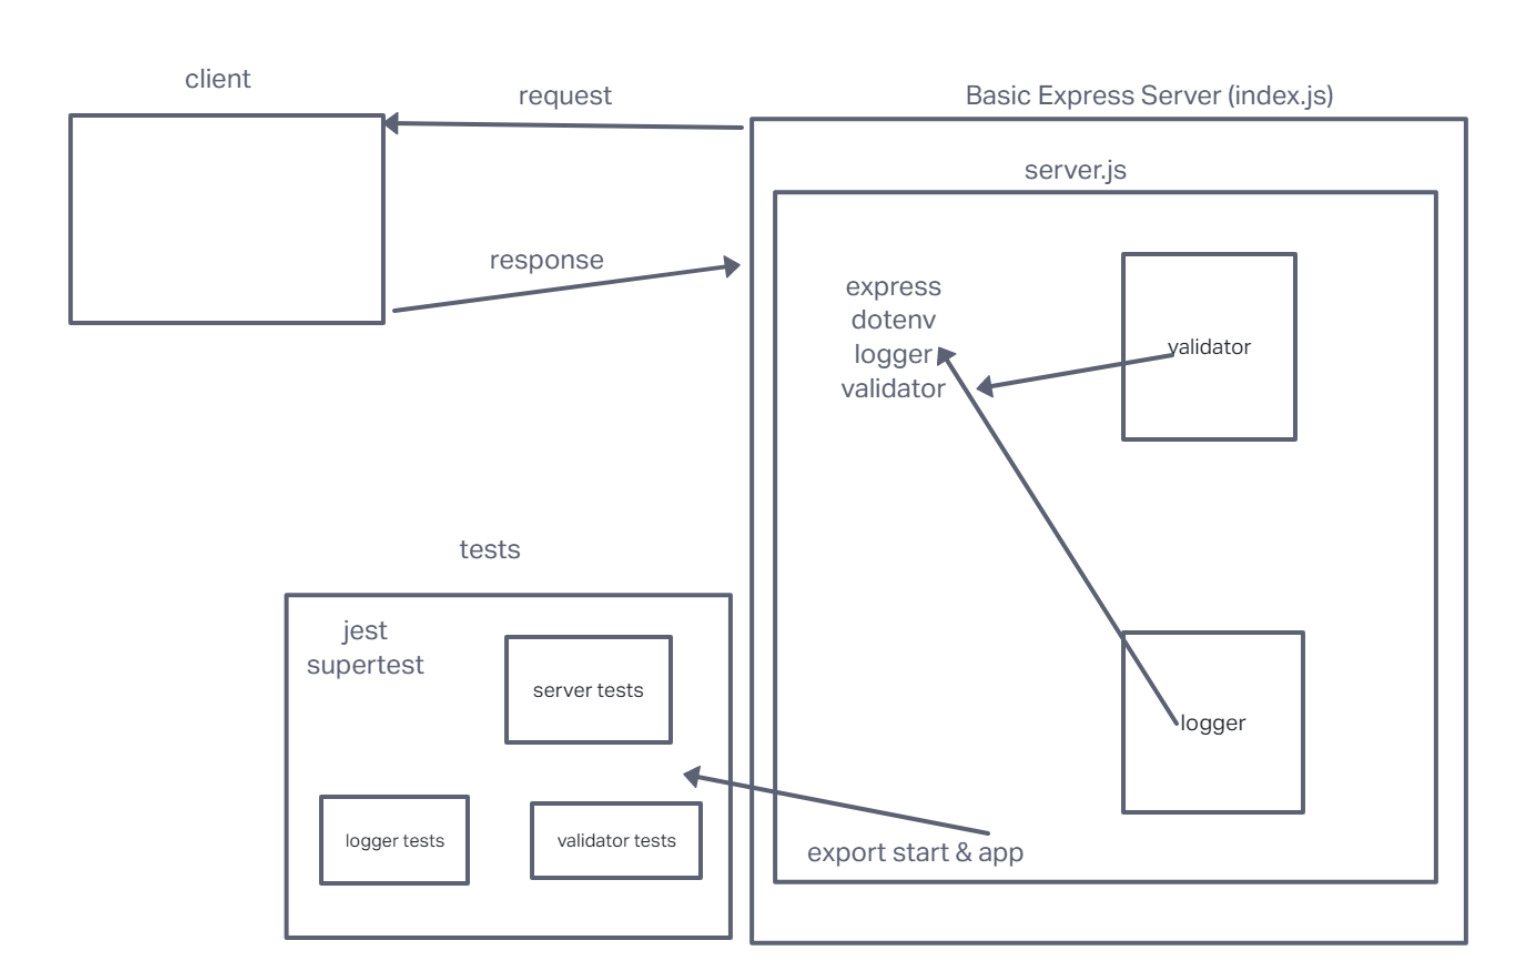 client
request
Basic Express Server (index.js)
server.js
response
express
dotenv
logger
validator
validator
tests
jest
supertest
server tests
logger
logger tests
validator tests
export start & app